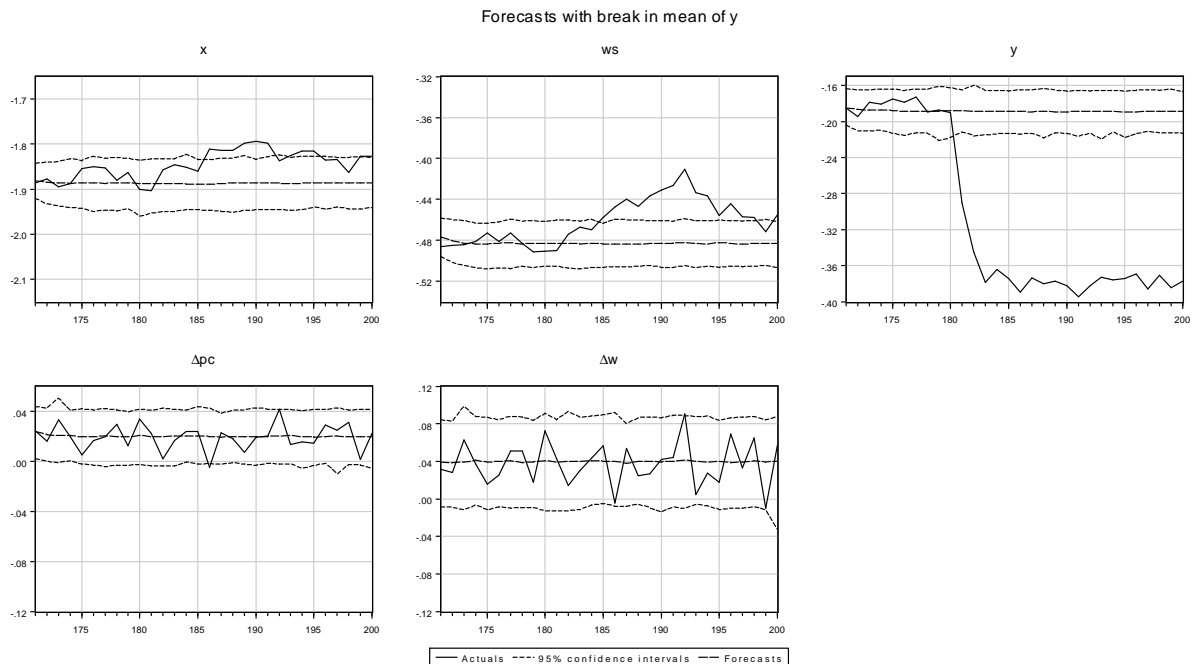 Forecasts with break in mean of y
x
-1.7
-1.8
-1.9
-2.0
-2.1
175 180 185 190 195 200
ws
-.32
-.36
-.40
-.44
-.48
-.52
175 180 185 190 195 200
y
-.16
-.20
-.24
-.28
-.32
-.36
-.40
175 180 185 190 195 200
Δpc
.04
.00
-.04
-.08
-.12
175 180 185 190 195 200
Δw
.12
.08
.04
.00
-.04
-.08
-.12
175 180 185 190 195 200
Actuals 95% confidence intervals Forecasts